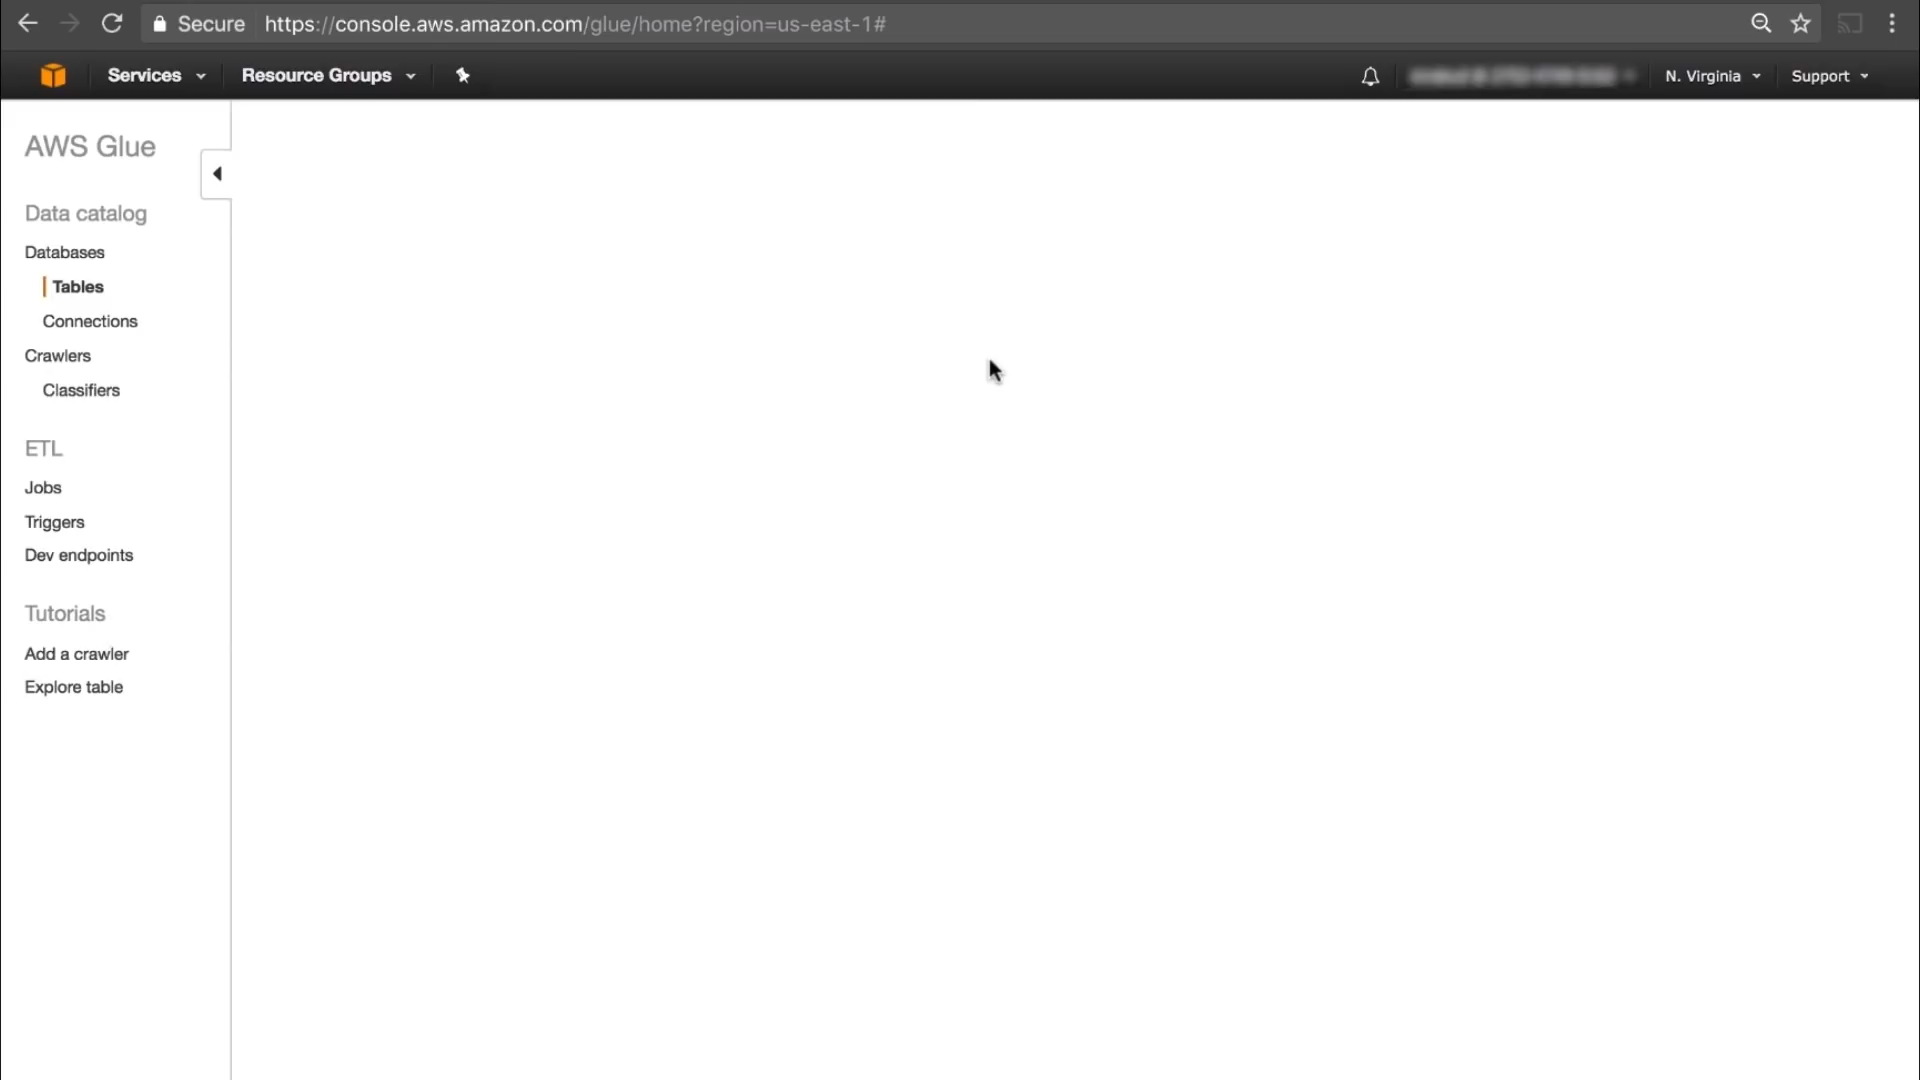 Secure https://console.aws.amazon.com/glue/home?region=us-east-1#
Services Resource Groups N. Virginia Support
AWS Glue
Data catalog
Databases
Tables
Connections
Crawlers
Classifiers
ETL
Jobs
Triggers
Dev endpoints
Tutorials
Add a crawler
Explore table